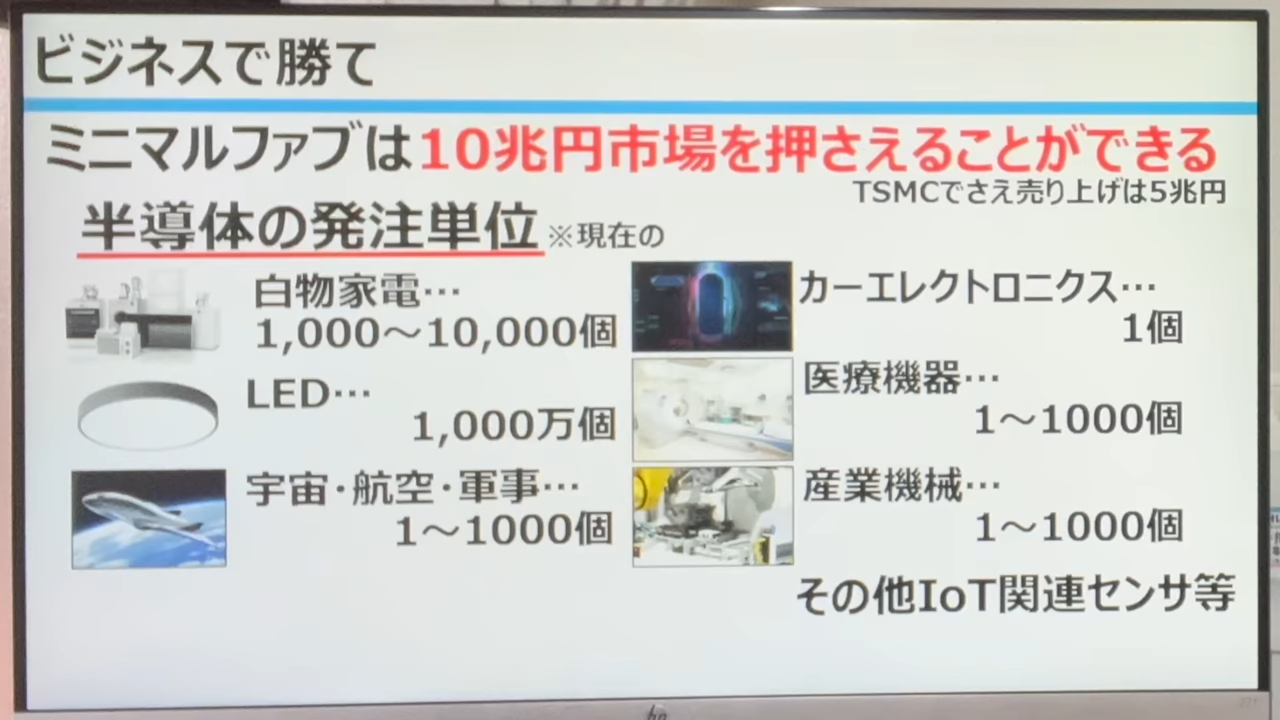 ビジネスで勝て
ミニマルファブは10兆円市場を押さえることができる
TSMCでさえ売り上げは5兆円
半導体の発注単位 ※現在の
白物家電…
1,000～10,000個
LED…
1,000万個
宇宙・航空・軍事…
1～1000個
カーエレクトロニクス…
1個
医療機器…
1～1000個
産業機械…
1～1000個
その他IoT関連センサ等
hp